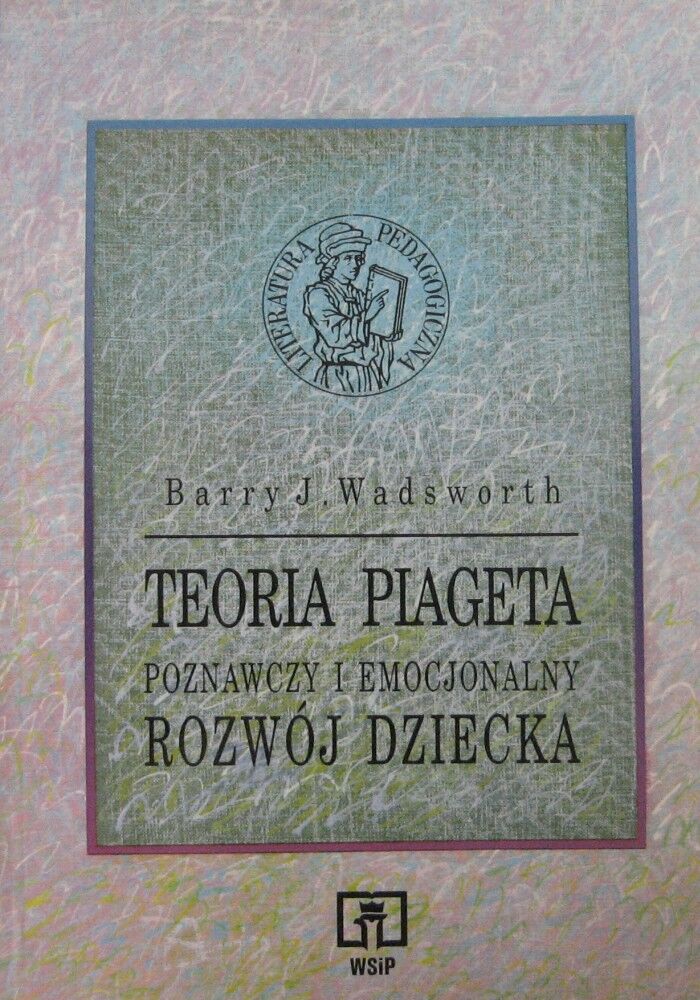 LITERATURA PEDAGOGICZNA
Barry J. Wadsworth
TEORIA PIAGETA
POZNAWCZY I EMOCJONALNY
ROZWÓJ DZIECKA
WSiP